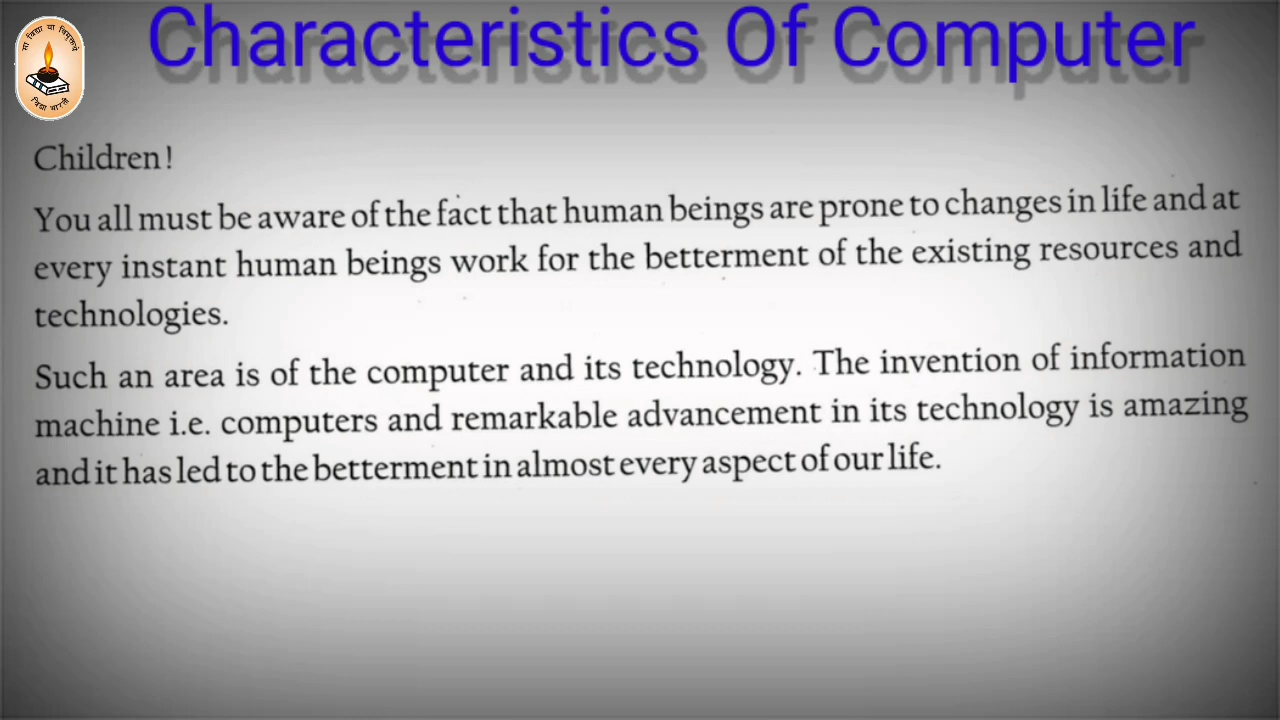 Characteristics Of Computer
सा विद्या या विमुक्तये
विद्या भारती
Children!
You all must be aware of the fact that human beings are prone to changes in life and at
every instant human beings work for the betterment of the existing resources and
technologies.
Such an area is of the computer and its technology. The invention of information
machine i.e. computers and remarkable advancement in its technology is amazing
and it has led to the betterment in almost every aspect of our life.